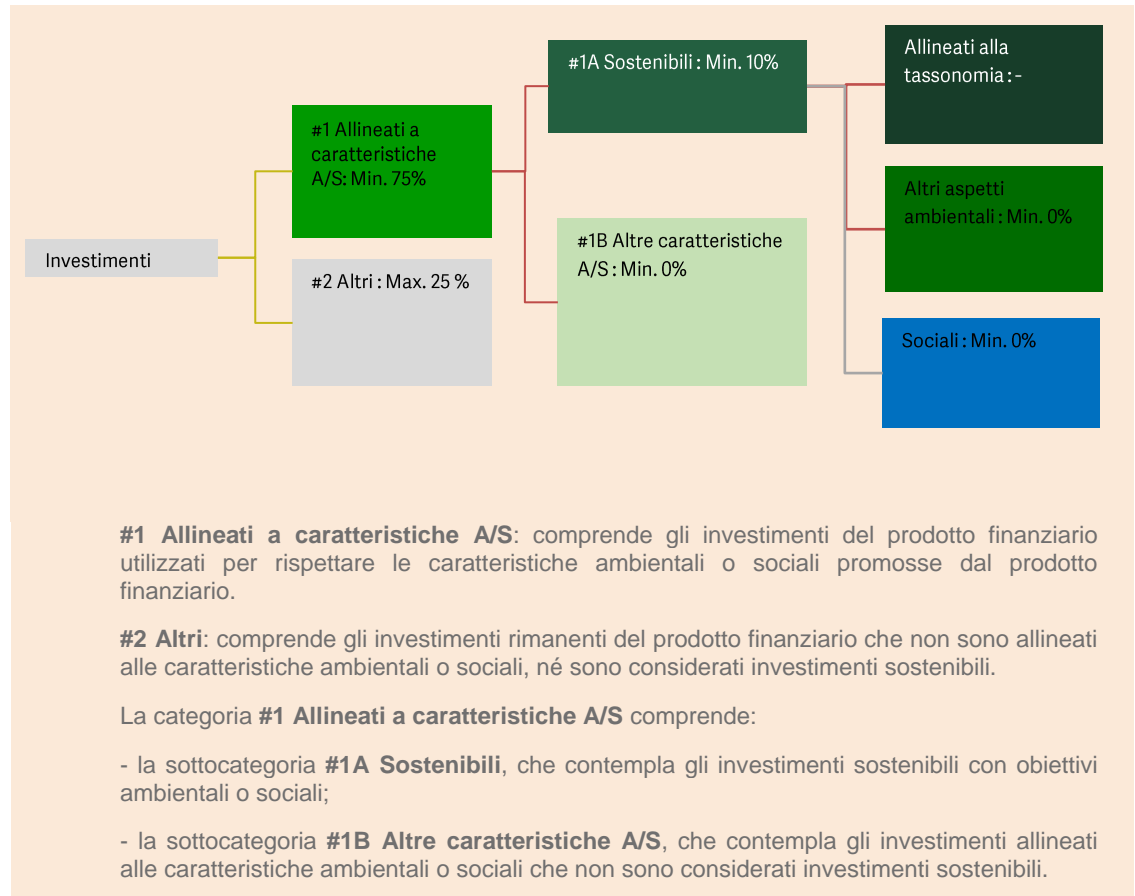 Investimenti
#1 Allineati a
caratteristiche
A/S: Min. 75%
#2 Altri : Max. 25 %
#1A Sostenibili : Min. 10%
#1B Altre caratteristiche
A/S : Min. 0%
Allineati alla
tassonomia : -
Altri aspetti
ambientali : Min. 0%
Sociali : Min. 0%
#1 Allineati a caratteristiche A/S: comprende gli investimenti del prodotto finanziario
utilizzati per rispettare le caratteristiche ambientali o sociali promosse dal prodotto
finanziario.
#2 Altri: comprende gli investimenti rimanenti del prodotto finanziario che non sono allineati
alle caratteristiche ambientali o sociali, né sono considerati investimenti sostenibili.
La categoria #1 Allineati a caratteristiche A/S comprende:
- la sottocategoria #1A Sostenibili, che contempla gli investimenti sostenibili con obiettivi
ambientali o sociali;
- la sottocategoria #1B Altre caratteristiche A/S, che contempla gli investimenti allineati
alle caratteristiche ambientali o sociali che non sono considerati investimenti sostenibili.